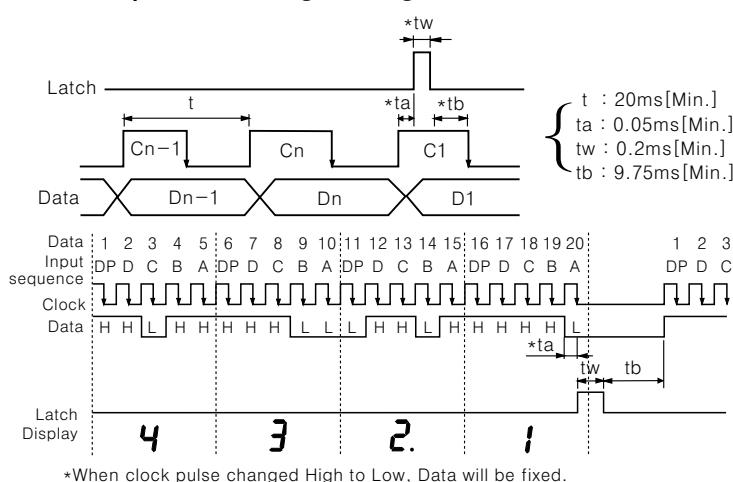 *tw
Latch
t
*ta
*tb
Cn-1
Cn
C1
Data
Dn-1
Dn
D1
t : 20ms[Min.]
ta : 0.05ms[Min.]
tw : 0.2ms[Min.]
tb : 9.75ms[Min.]
Data 1 2 3 4 5 6 7 8 9 10 11 12 13 14 15 16 17 18 19 20 1 2 3
Input sequence DP D C B A DP D C B A DP D C B A DP D C B A DP D C
Clock
Data H H L H H H H H L L L H H L H H H H H L
*ta
tw
tb
Latch
Display 4 3 2. 1
*When clock pulse changed High to Low, Data will be fixed.